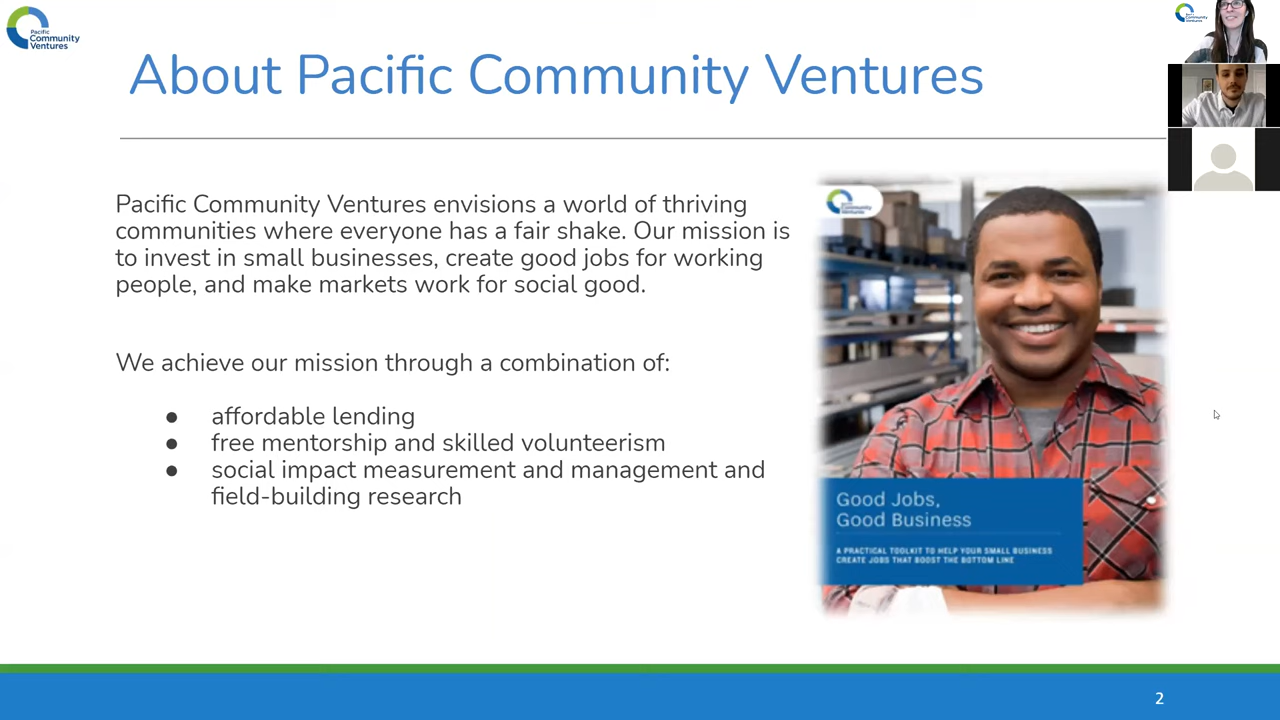 Pacific
Community
Ventures
About Pacific Community Ventures
Pacific Community Ventures envisions a world of thriving
communities where everyone has a fair shake. Our mission is
to invest in small businesses, create good jobs for working
people, and make markets work for social good.
We achieve our mission through a combination of:
● affordable lending
● free mentorship and skilled volunteerism
● social impact measurement and management and
field-building research
Pacific
Community
Ventures
Good Jobs,
Good Business
A PRACTICAL TOOLKIT TO HELP YOUR SMALL BUSINESS
CREATE JOBS THAT BOOST THE BOTTOM LINE
2